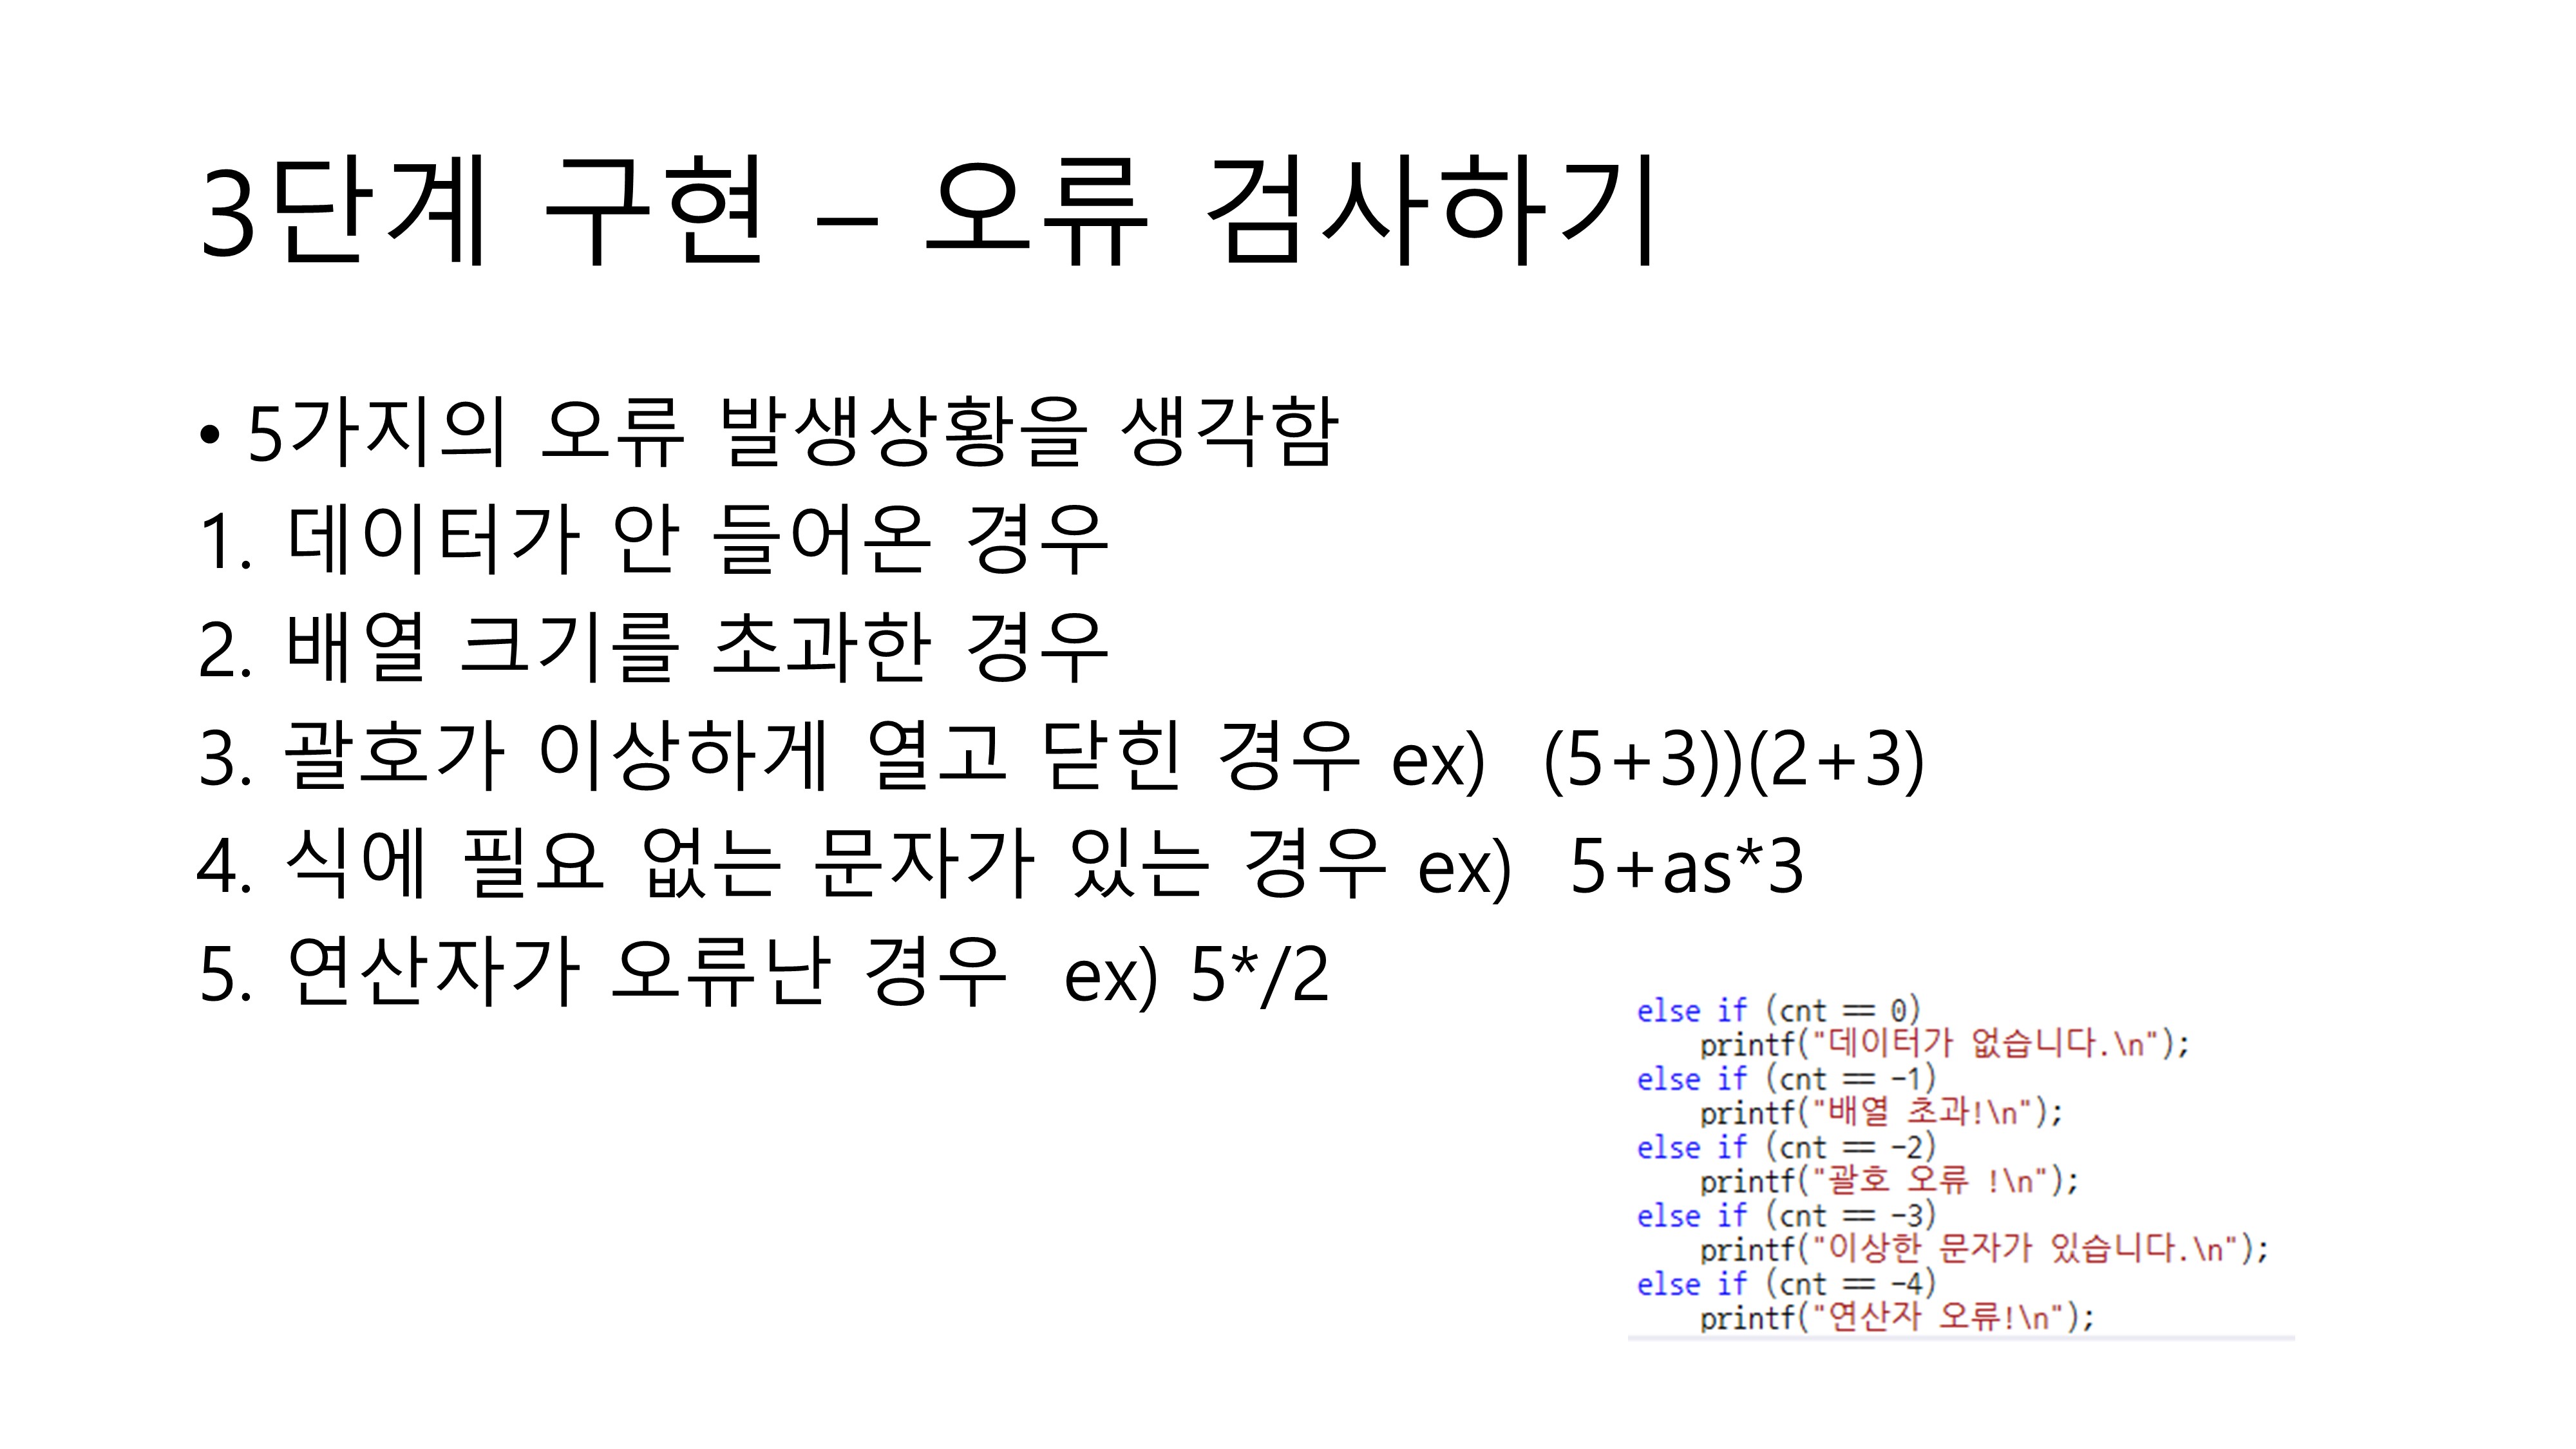 3단계 구현 – 오류 검사하기
• 5가지의 오류 발생상황을 생각함
1. 데이터가 안 들어온 경우
2. 배열 크기를 초과한 경우
3. 괄호가 이상하게 열고 닫힌 경우 ex) (5+3))(2+3)
4. 식에 필요 없는 문자가 있는 경우 ex) 5+as*3
5. 연산자가 오류난 경우 ex) 5*/2
else if (cnt == 0)
printf("데이터가 없습니다.\n");
else if (cnt == -1)
printf("배열 초과!\n");
else if (cnt == -2)
printf("괄호 오류 !\n");
else if (cnt == -3)
printf("이상한 문자가 있습니다.\n");
else if (cnt == -4)
printf("연산자 오류!\n");